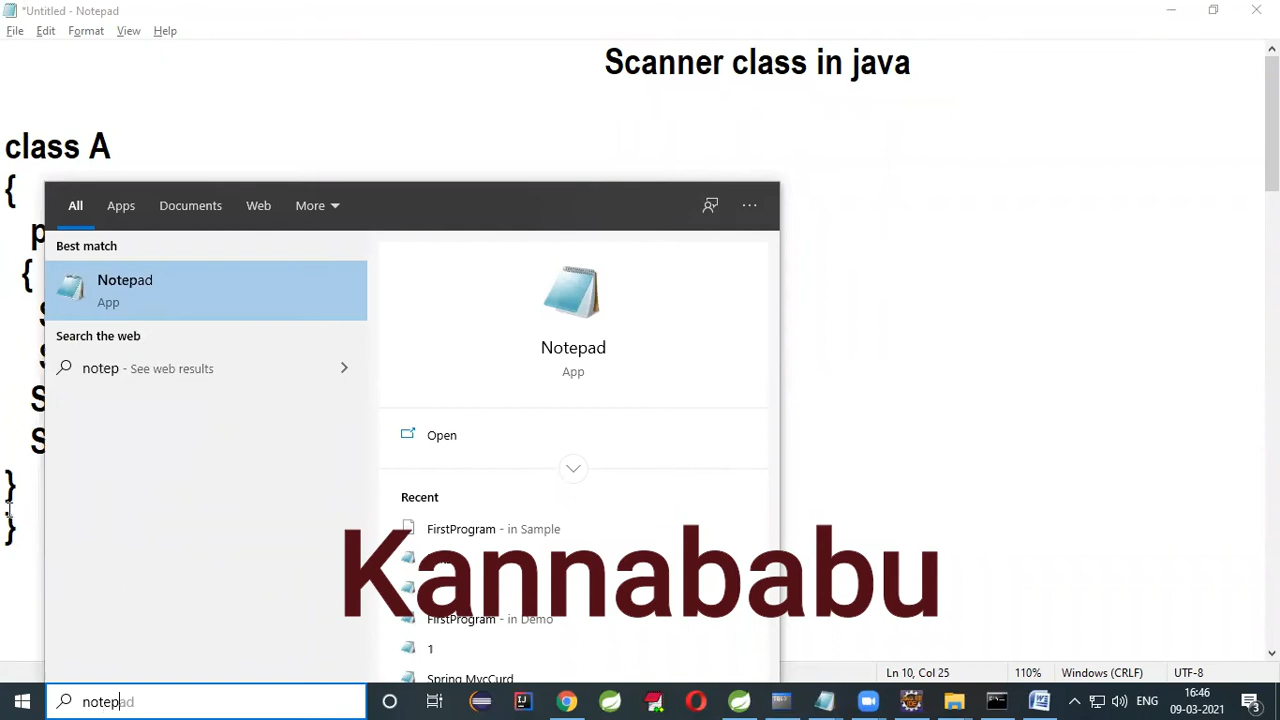 *Untitled - Notepad
File Edit Format View Help
Scanner class in java
class A
{
p
{
S
S
S
S
}
}
All Apps Documents Web More
Best match
Notepad
App
Search the web
notep - See web results
Notepad
App
Open
Recent
FirstProgram - in Sample
FirstProgram - in Demo
1
Spring MvcCurd
Kannababu
Ln 10, Col 25 110% Windows (CRLF) UTF-8
notepad
ENG
16:46
09-03-2021
3